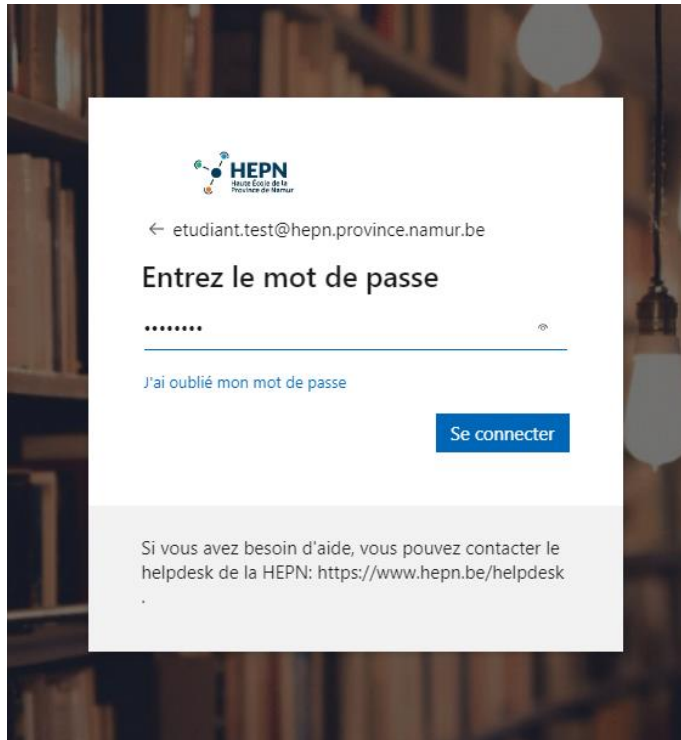 HEPN
Haute École de la
Province de Namur
← etudiant.test@hepn.province.namur.be
Entrez le mot de passe
••••••••
J'ai oublié mon mot de passe
Se connecter
Si vous avez besoin d'aide, vous pouvez contacter le
helpdesk de la HEPN: https://www.hepn.be/helpdesk
.